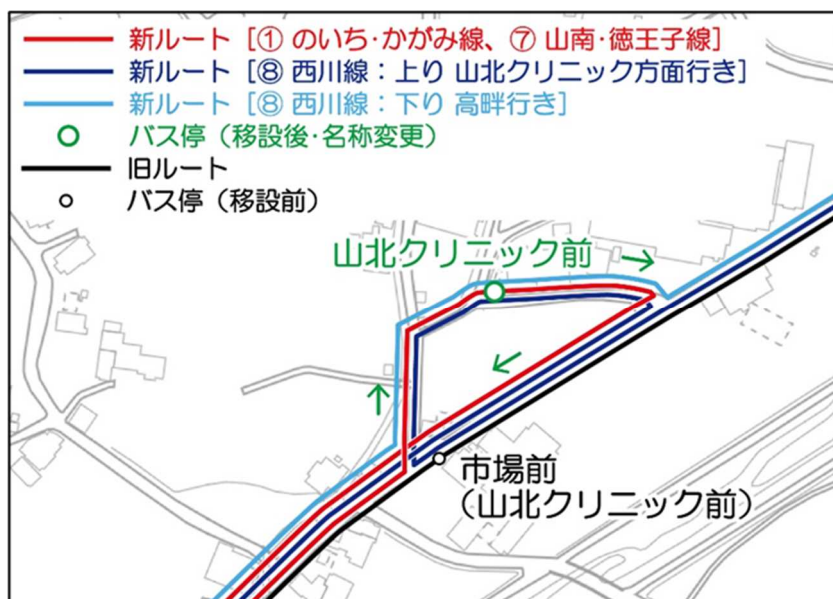 新ルート［① のいち・かがみ線、⑦ 山南・徳王子線］
新ルート［⑧ 西川線：上り 山北クリニック方面行き］
新ルート［⑧ 西川線：下り 高畔行き］
バス停（移設後・名称変更）
旧ルート
バス停（移設前）
山北クリニック前
市場前
（山北クリニック前）